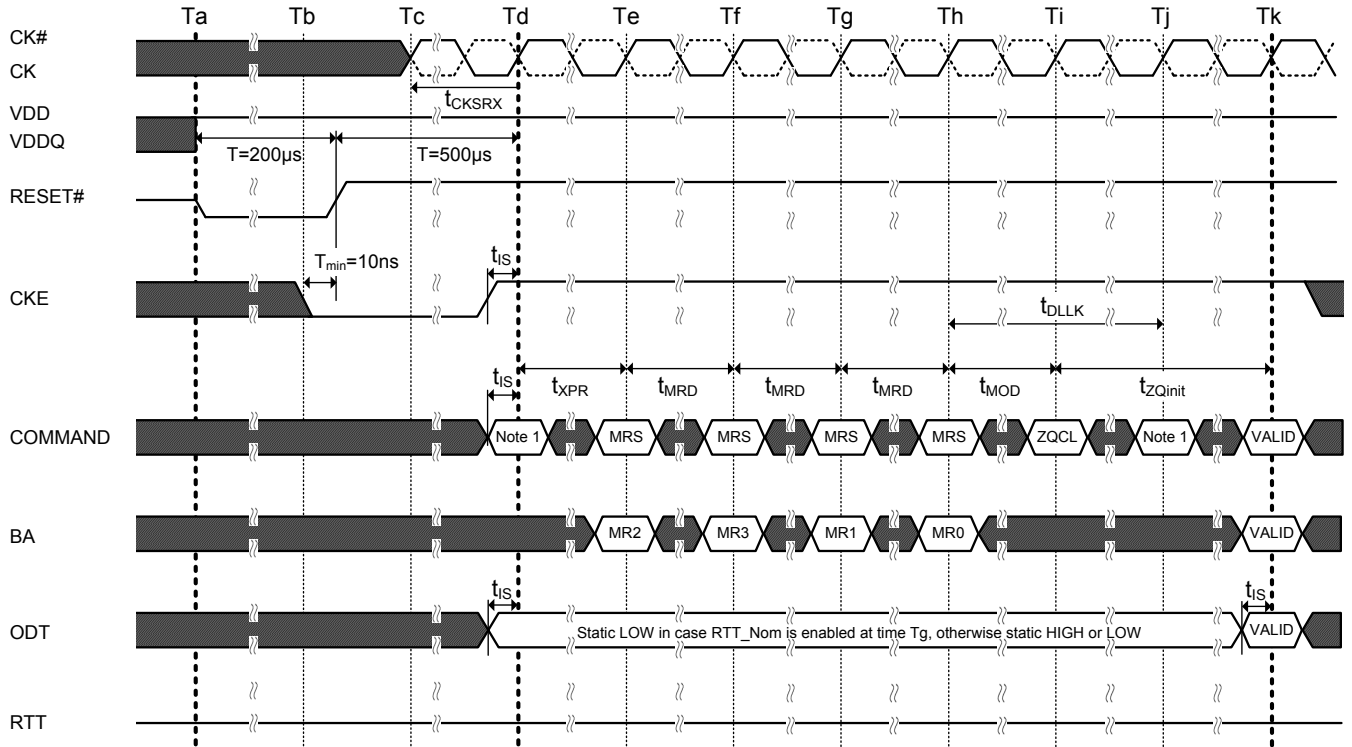 Ta Tb Tc Td Te Tf Tg Th Ti Tj Tk
CK#
CK
tCKSRX
VDD
VDDQ
T=200µs T=500µs
RESET#
Tmin=10ns tIS
CKE
tDLLK
tIS tXPR tMRD tMRD tMRD tMOD tZQinit
COMMAND Note 1 MRS MRS MRS MRS ZQCL Note 1 VALID
BA MR2 MR3 MR1 MR0 VALID
tIS tIS
ODT Static LOW in case RTT_Nom is enabled at time Tg, otherwise static HIGH or LOW VALID
RTT